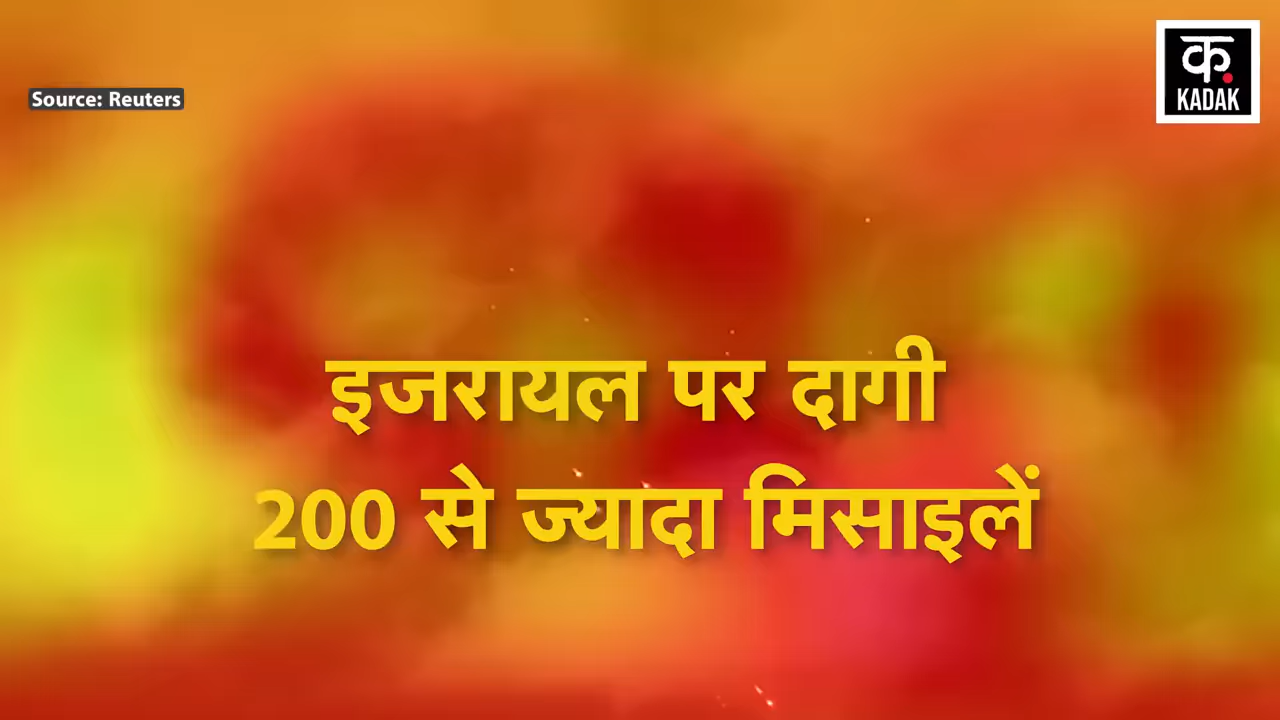 Source: Reuters
क.
KADAK
इजरायल पर दागी
200 से ज्यादा मिसाइलें